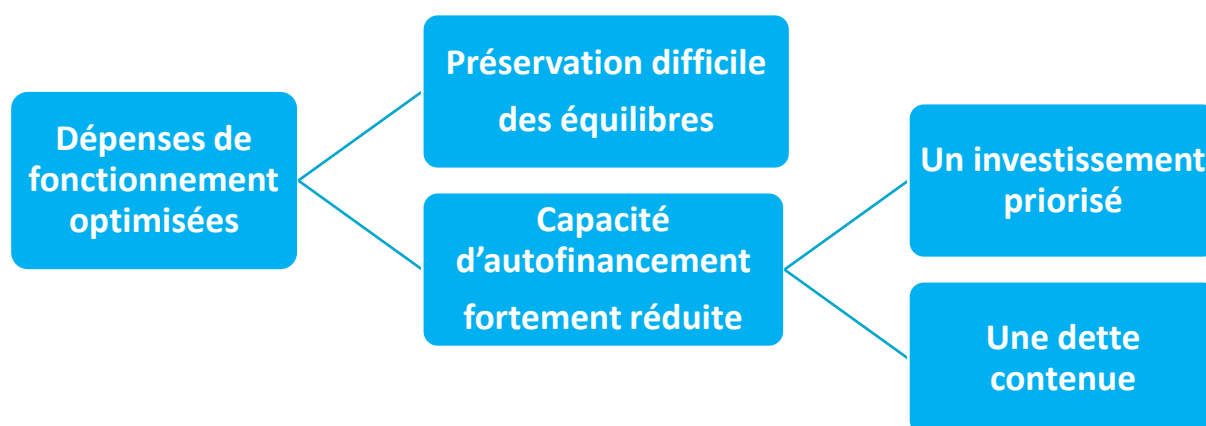 Dépenses de
fonctionnement
optimisées
Préservation difficile
des équilibres
Capacité
d’autofinancement
fortement réduite
Un investissement
priorisé
Une dette
contenue